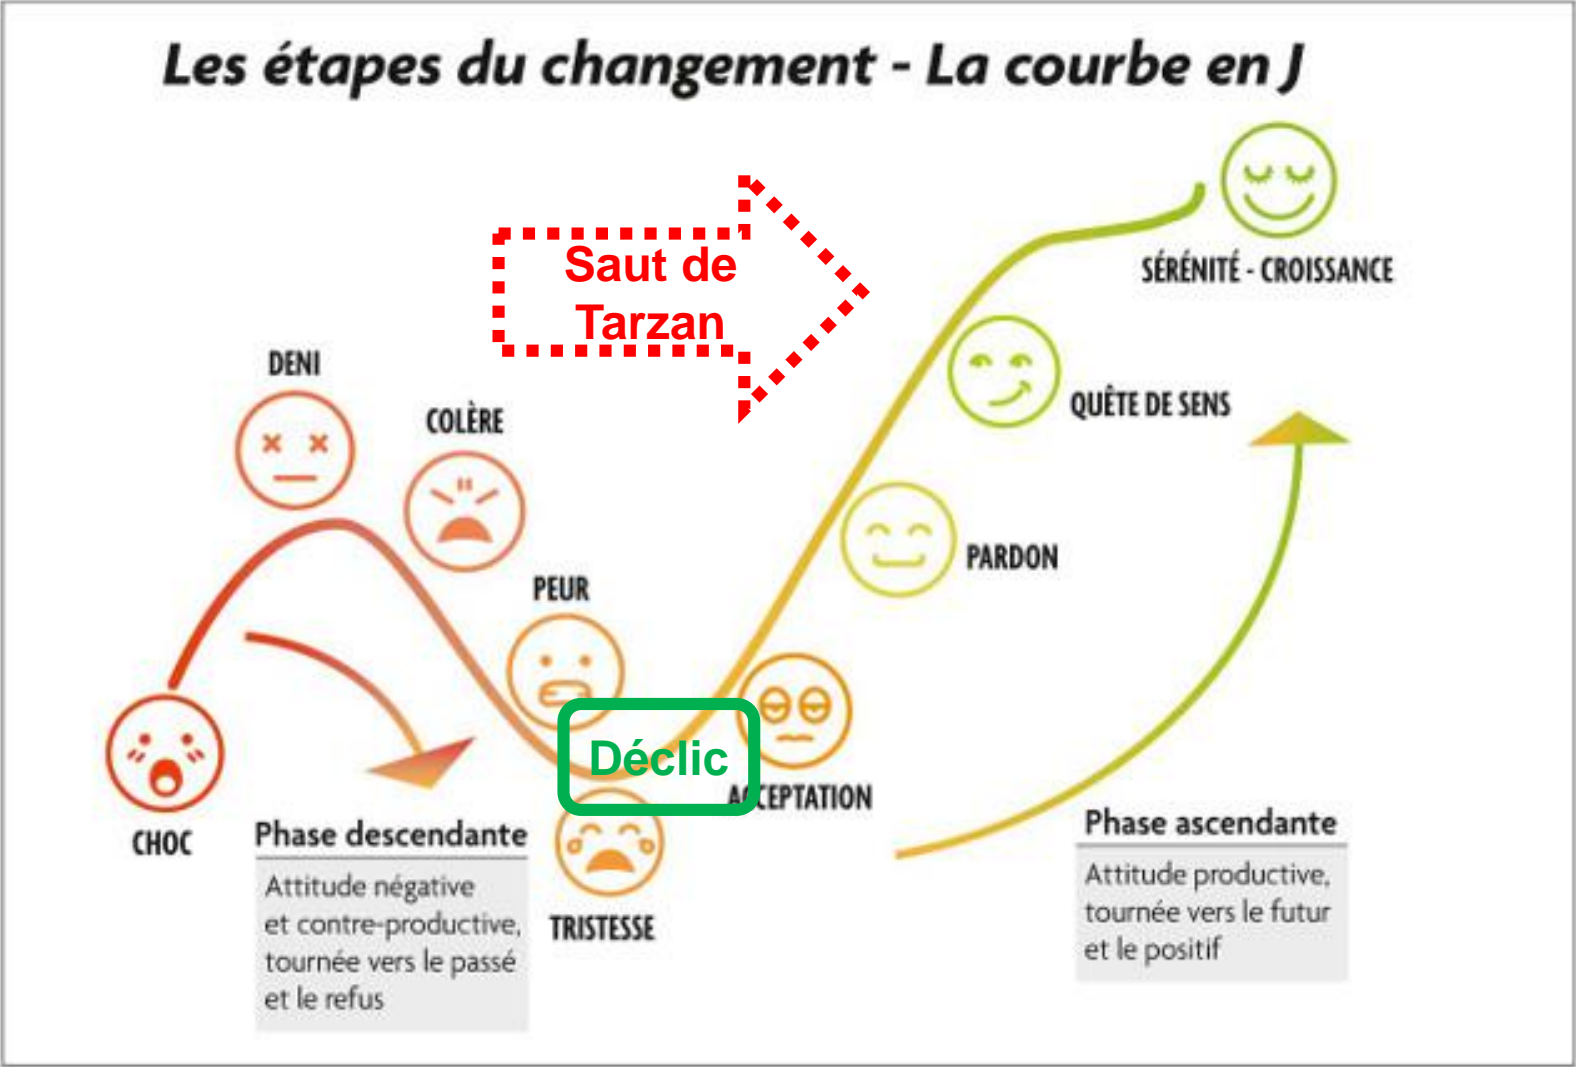 Les étapes du changement - La courbe en J
Saut de
Tarzan
SÉRÉNITÉ - CROISSANCE
DENI
COLÈRE
QUÊTE DE SENS
PEUR
PARDON
Déclic
ACCEPTATION
CHOC
TRISTESSE
Phase descendante
Attitude négative
et contre-productive,
tournée vers le passé
et le refus
Phase ascendante
Attitude productive,
tournée vers le futur
et le positif